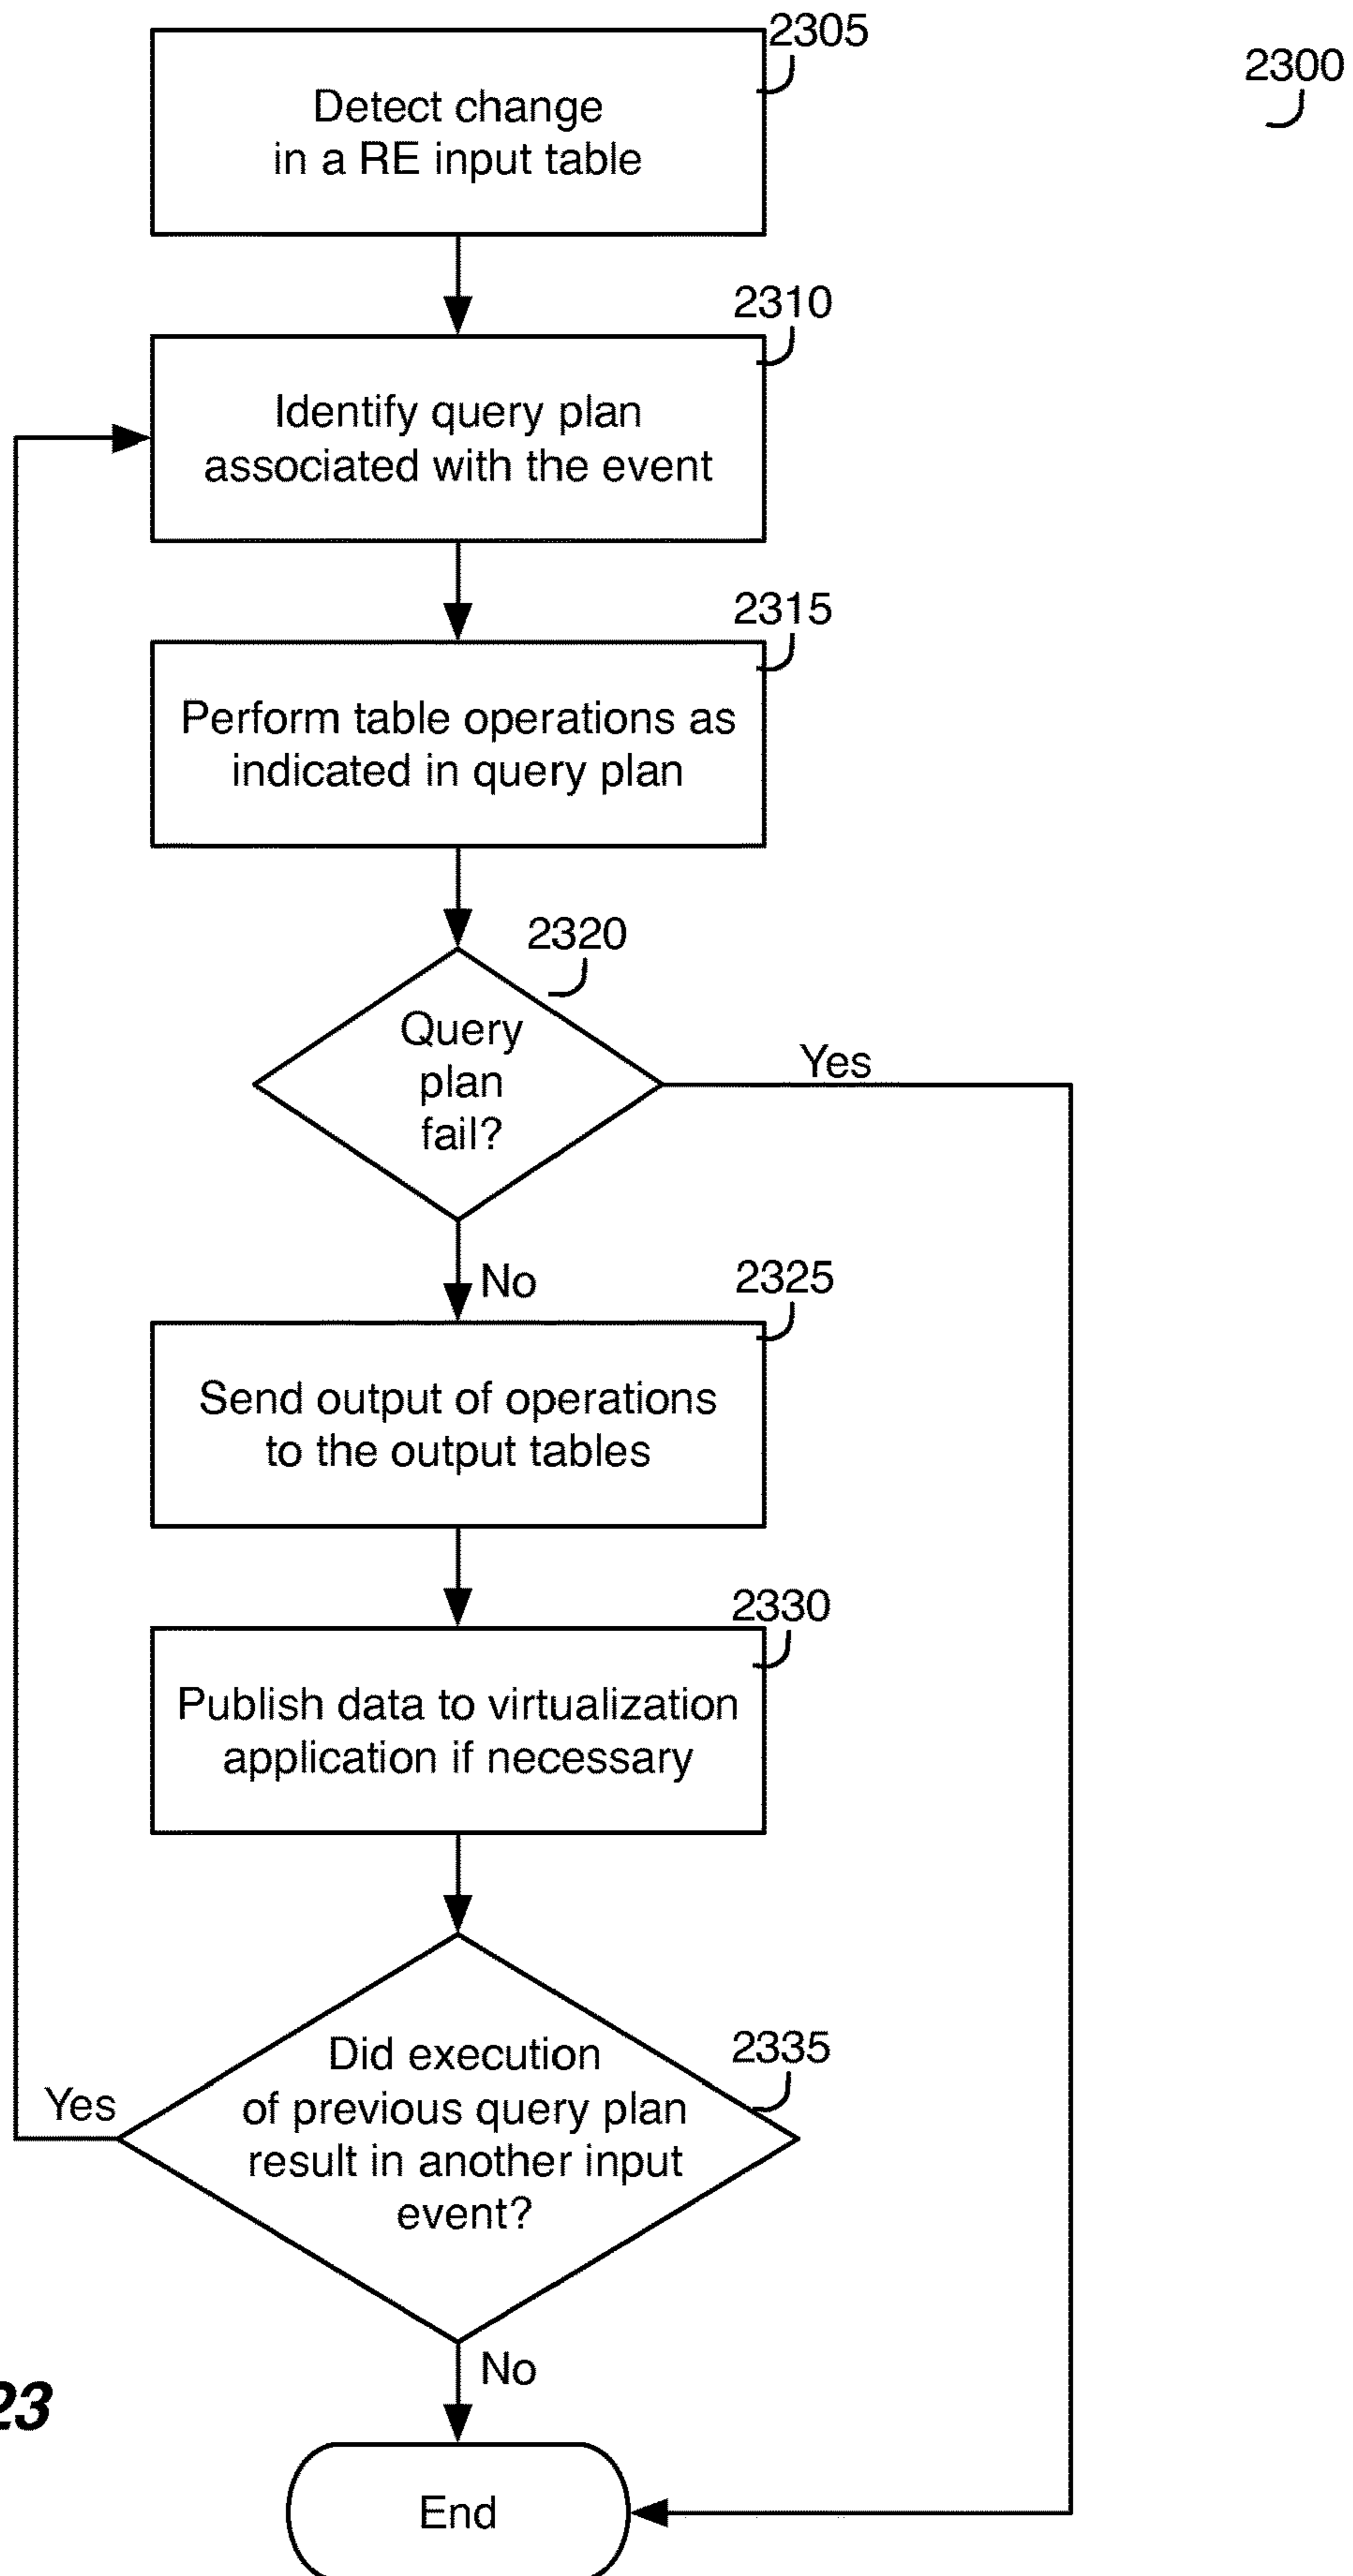 2305
2300
Detect change
in a RE input table
2310
Identify query plan
associated with the event
2315
Perform table operations as
indicated in query plan
2320
Query
plan
fail?
Yes
No
2325
Send output of operations
to the output tables
2330
Publish data to virtualization
application if necessary
2335
Did execution
of previous query plan
result in another input
event?
Yes
No
23
End